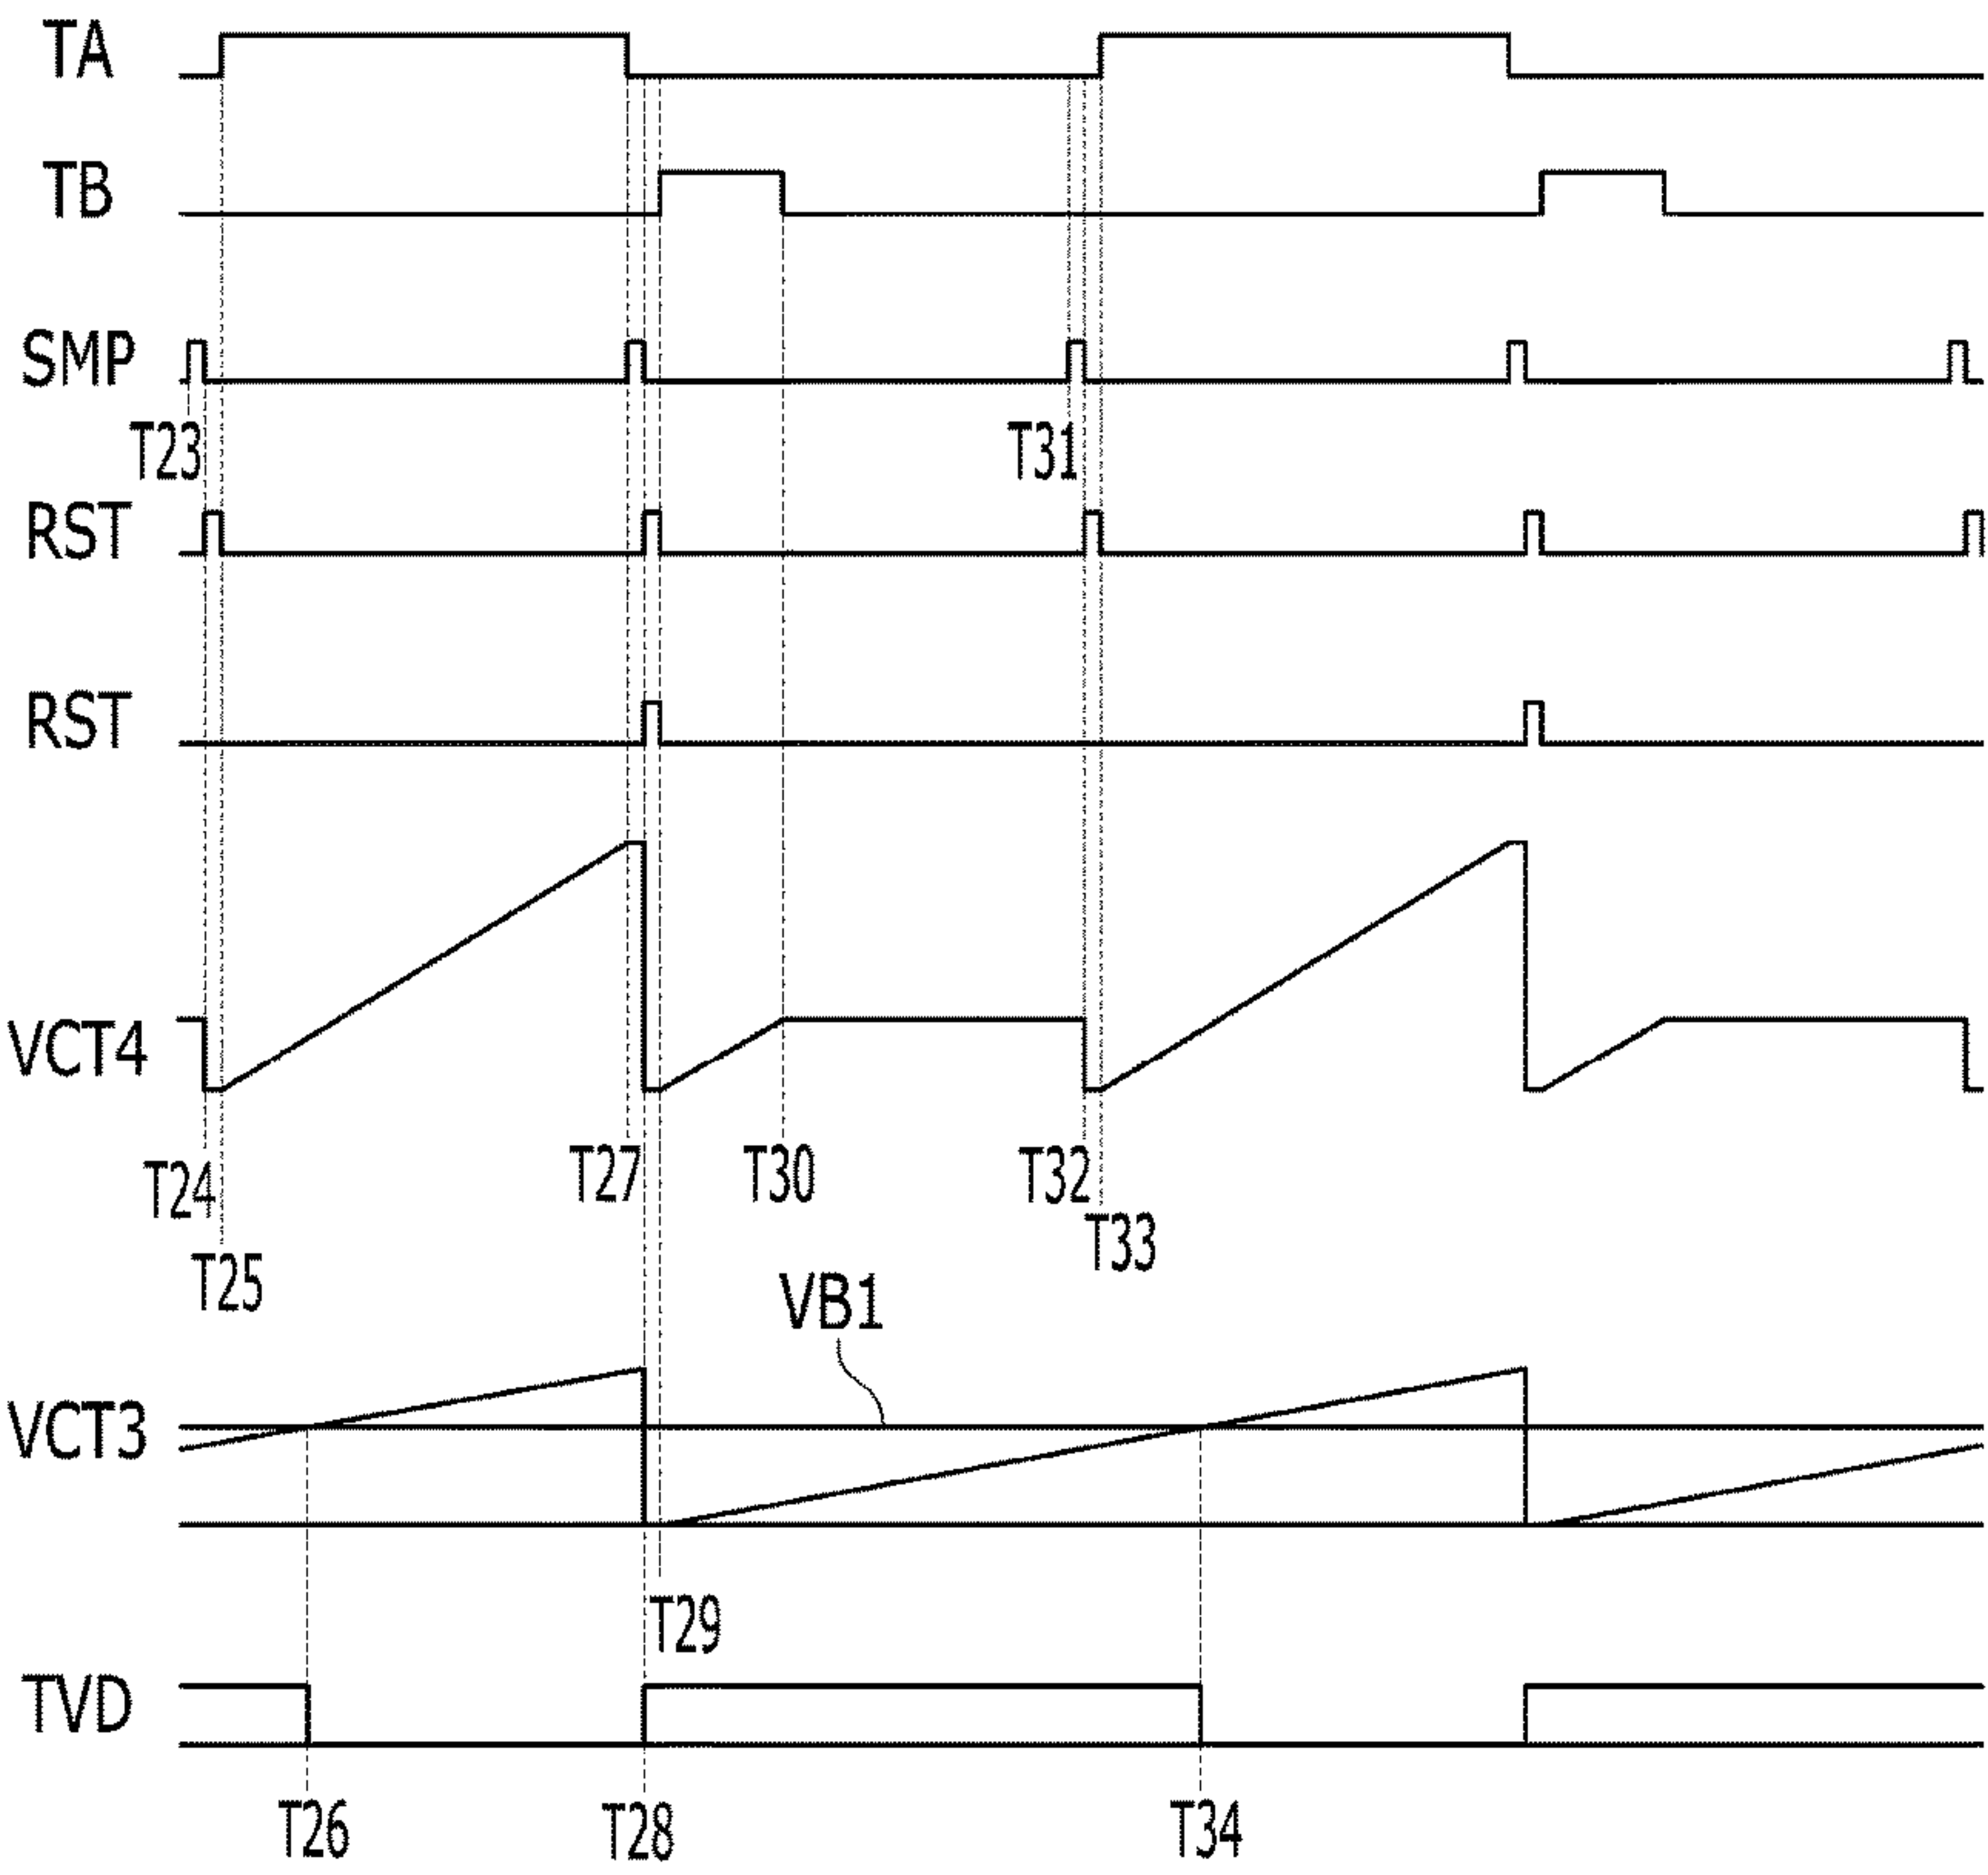 TA
TB
SMP
T23
T31
RST
RST
VCT4
T24
T27
T30
T32
T25
T33
VB1
VCT3
T29
TVD
T26
T28
T34